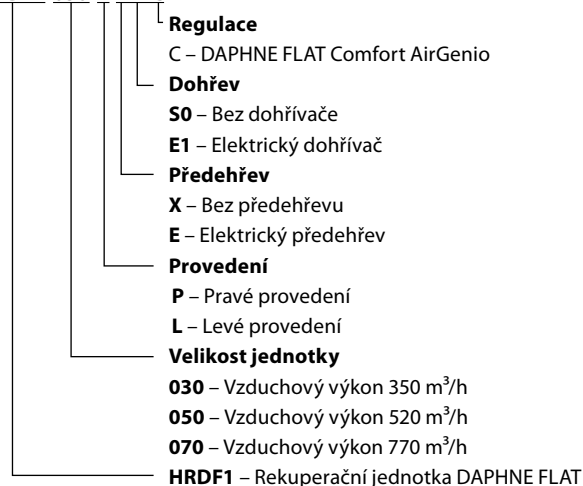 Regulace
C – DAPHNE FLAT Comfort AirGenio
Dohřev
S0 – Bez dohřívače
E1 – Elektrický dohřívač
Předehřev
X – Bez předehřevu
E – Elektrický předehřev
Provedení
P – Pravé provedení
L – Levé provedení
Velikost jednotky
030 – Vzduchový výkon 350 m³/h
050 – Vzduchový výkon 520 m³/h
070 – Vzduchový výkon 770 m³/h
HRDF1 – Rekuperační jednotka DAPHNE FLAT